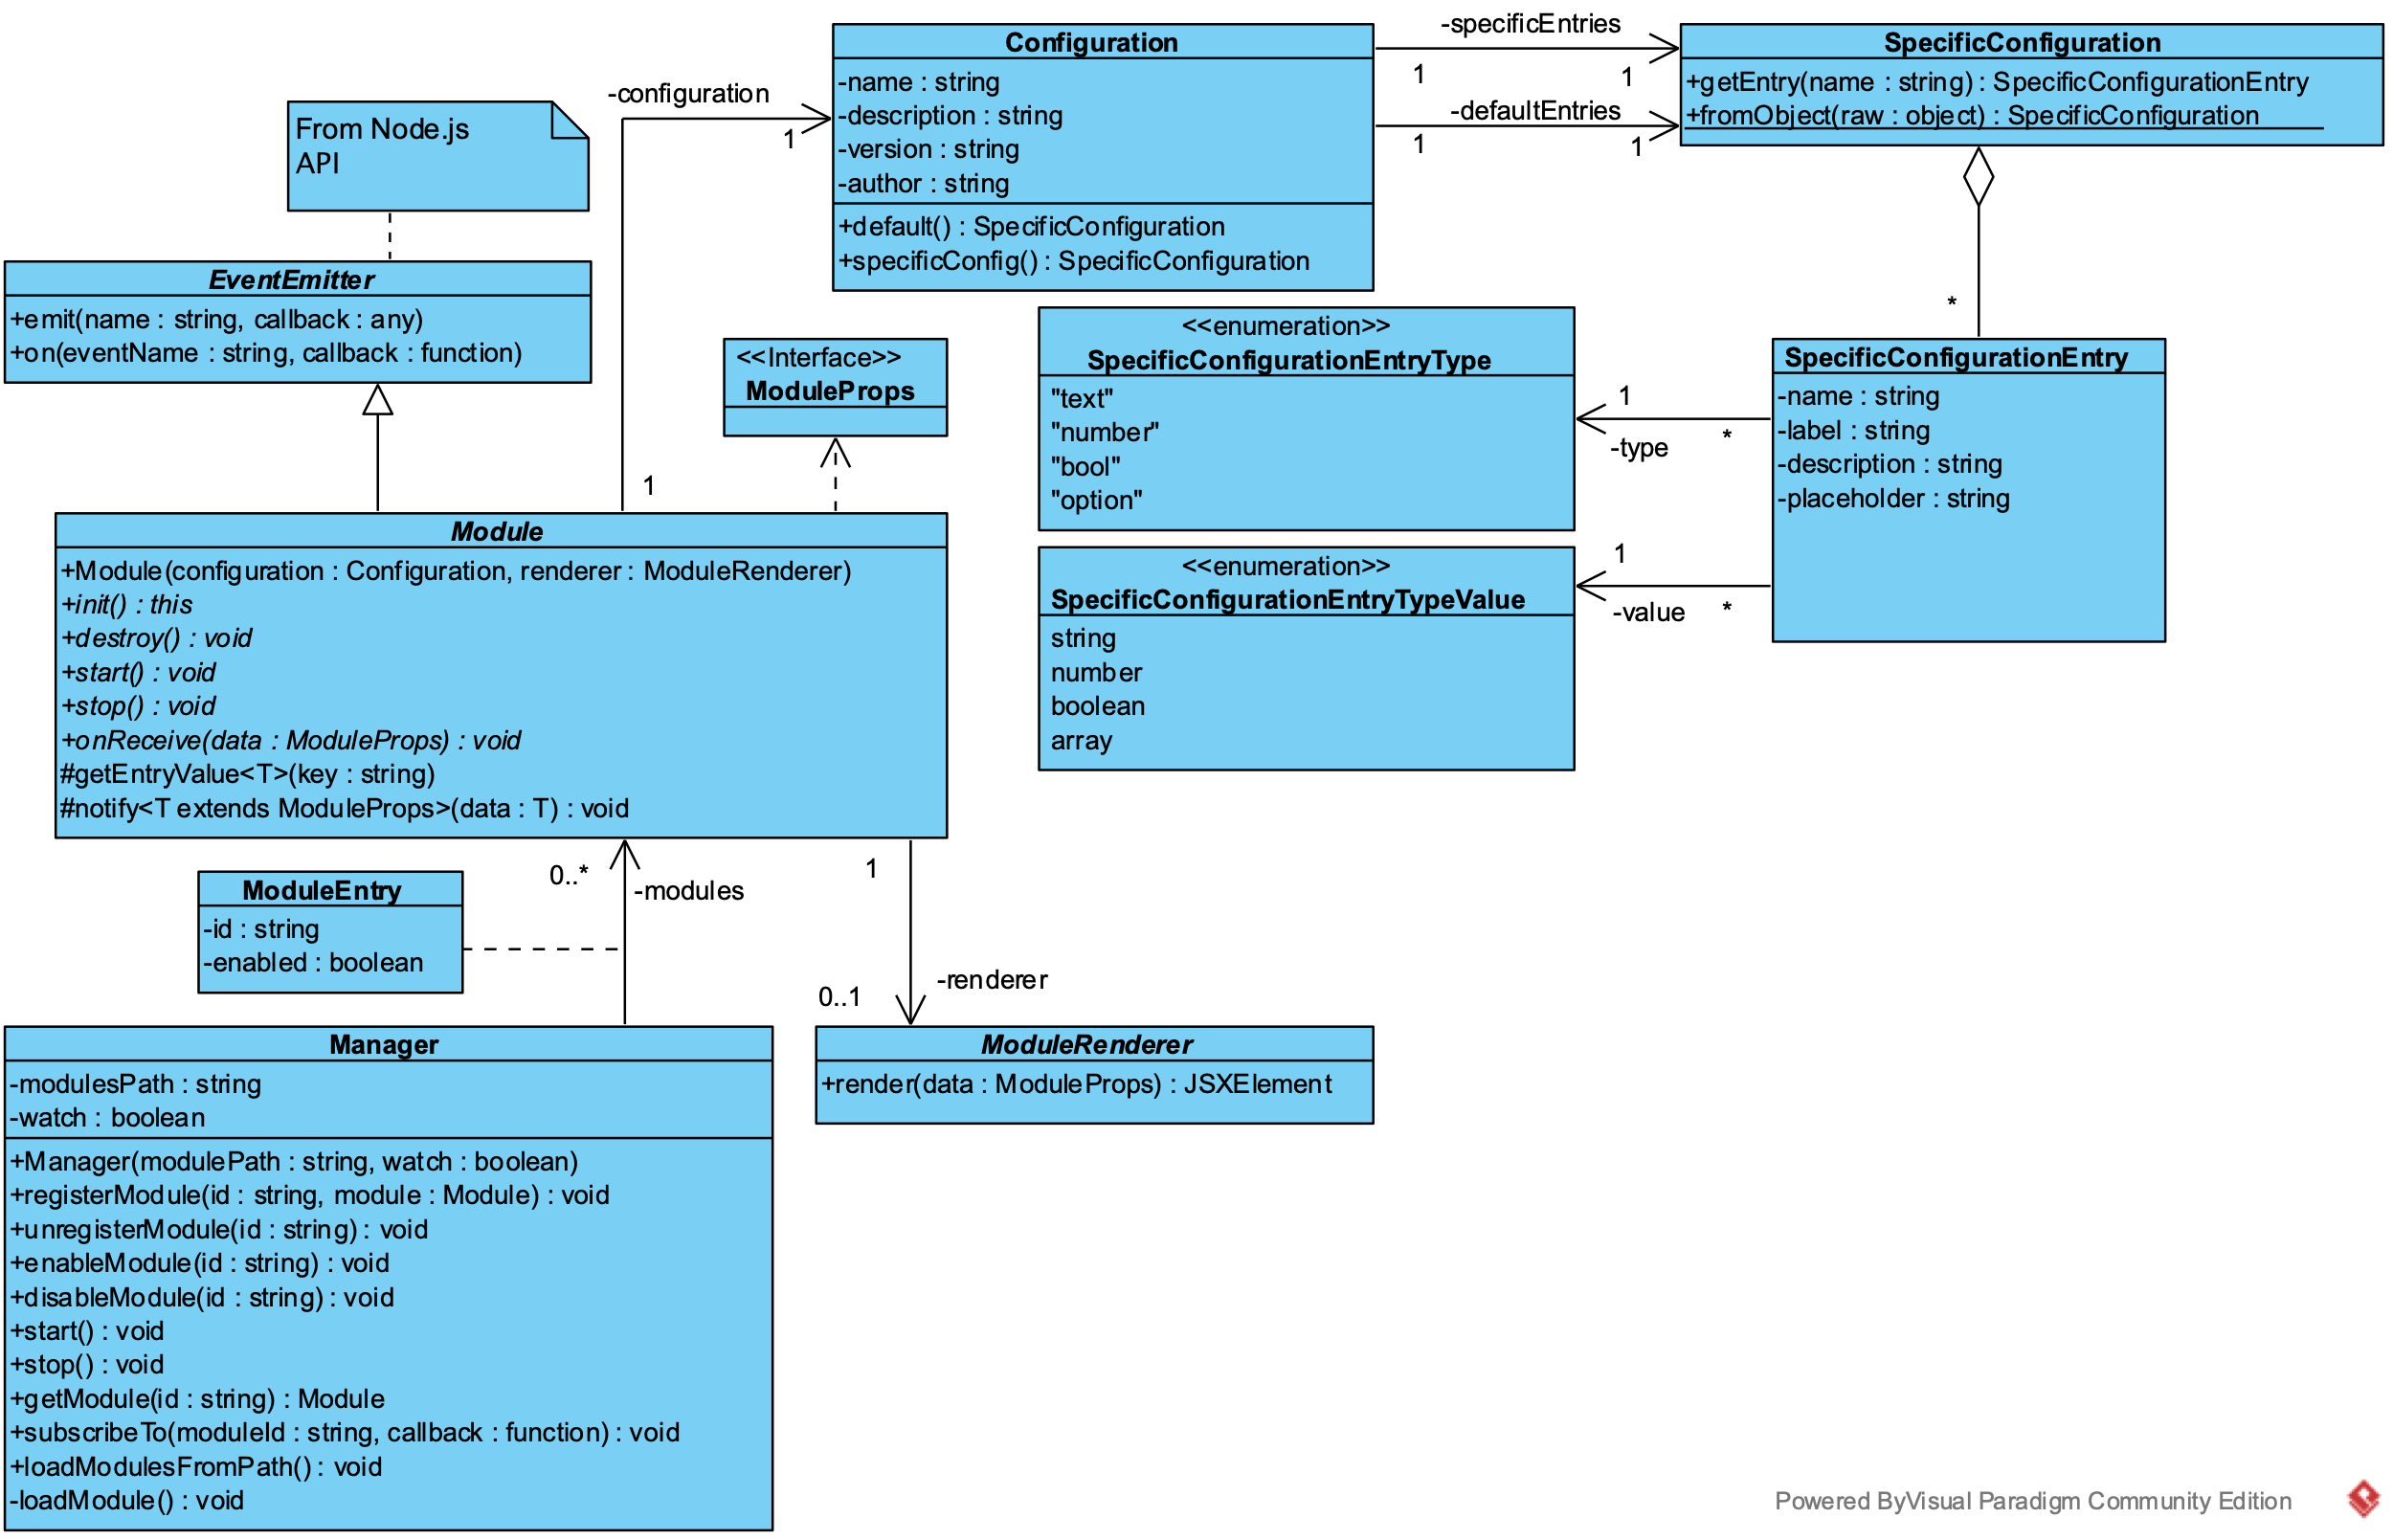 -specificEntries
1
1
-defaultEntries
1
1
Configuration
-name : string
-description : string
-version : string
-author : string
+default() : SpecificConfiguration
+specificConfig() : SpecificConfiguration
SpecificConfiguration
+getEntry(name : string) : SpecificConfigurationEntry
+fromObject(raw : object) : SpecificConfiguration
-configuration
1
1
From Node.js
API
EventEmitter
+emit(name : string, callback : any)
+on(eventName : string, callback : function)
<<Interface>>
ModuleProps
<<enumeration>>
SpecificConfigurationEntryType
"text"
"number"
"bool"
"option"
*
SpecificConfigurationEntry
-name : string
-label : string
-description : string
-placeholder : string
1
-type
*
1
-value
*
<<enumeration>>
SpecificConfigurationEntryTypeValue
string
number
boolean
array
Module
+Module(configuration : Configuration, renderer : ModuleRenderer)
+init() : this
+destroy() : void
+start() : void
+stop() : void
+onReceive(data : ModuleProps) : void
#getEntryValue<T>(key : string)
#notify<T extends ModuleProps>(data : T) : void
0..*
-modules
1
0..1
-renderer
ModuleEntry
-id : string
-enabled : boolean
Manager
-modulesPath : string
-watch : boolean
+Manager(modulePath : string, watch : boolean)
+registerModule(id : string, module : Module) : void
+unregisterModule(id : string) : void
+enableModule(id : string) : void
+disableModule(id : string) : void
+start() : void
+stop() : void
+getModule(id : string) : Module
+subscribeTo(moduleId : string, callback : function) : void
+loadModulesFromPath() : void
-loadModule() : void
ModuleRenderer
+render(data : ModuleProps) : JSXElement
Powered ByVisual Paradigm Community Edition